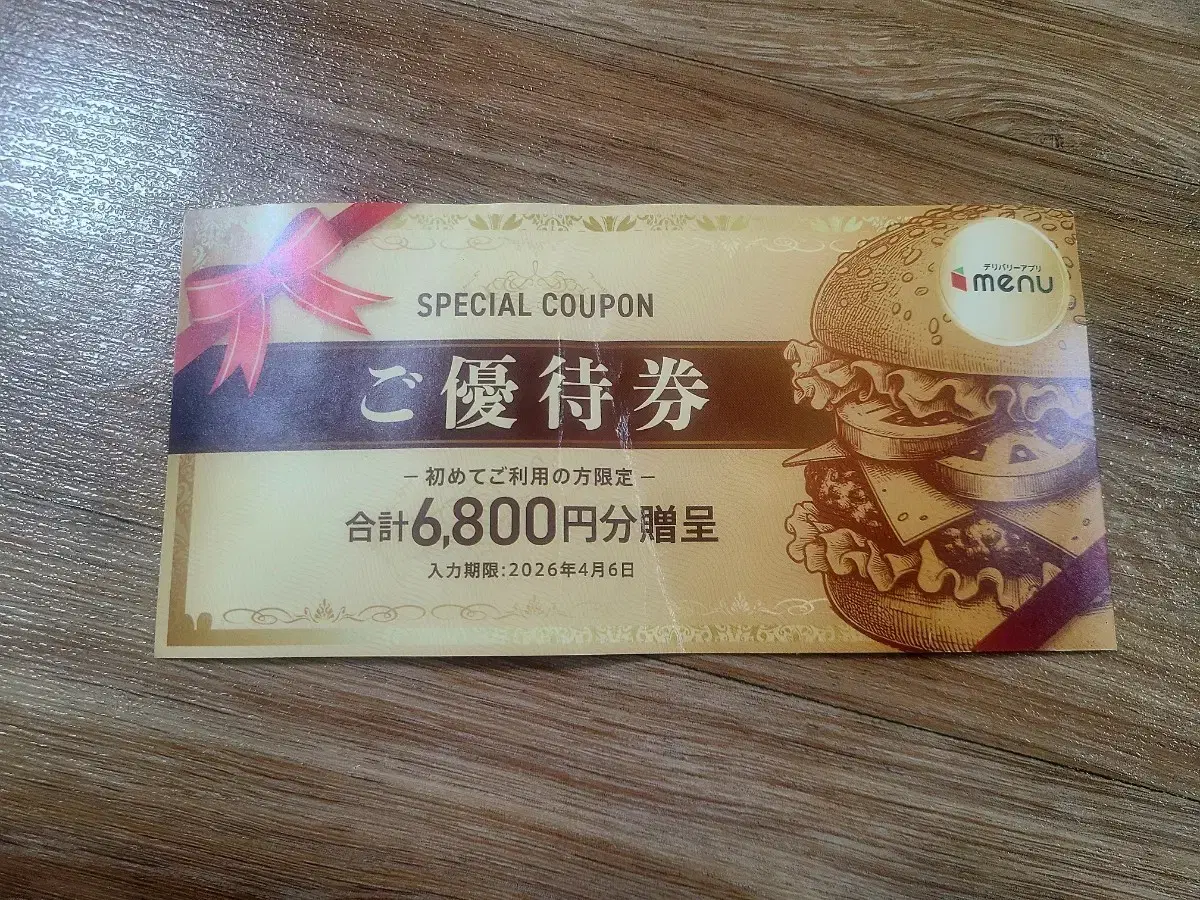 デリバリーアプリ
menu
SPECIAL COUPON
ご優待券
－初めてご利用の方限定－
合計6,800円分贈呈
入力期限:2026年4月6日